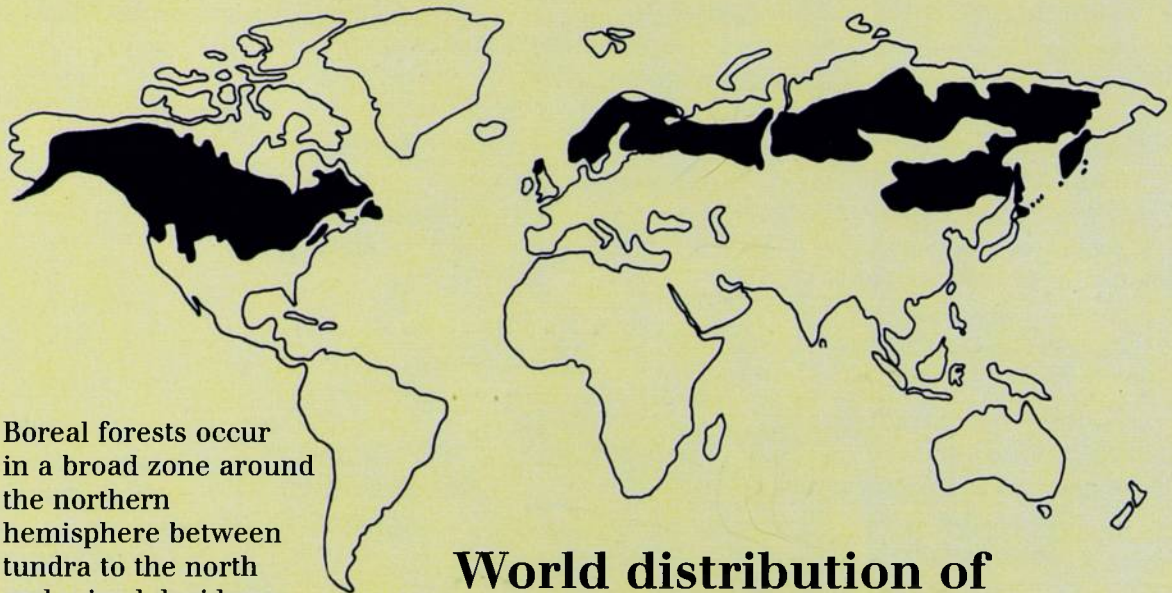 Boreal forests occur
in a broad zone around
the northern
hemisphere between
tundra to the north
World distribution of